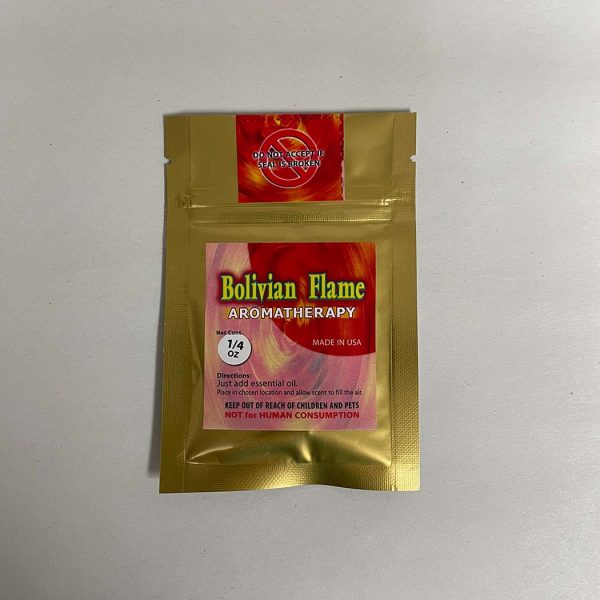 DO NOT ACCEPT IF
SEAL IS BROKEN
Bolivian Flame
AROMATHERAPY
Net Cont.
1/4
OZ
MADE IN USA
Directions:
Just add essential oil.
Place in chosen location and allow scent to fill the air.
KEEP OUT OF REACH OF CHILDREN AND PETS
NOT for HUMAN CONSUMPTION